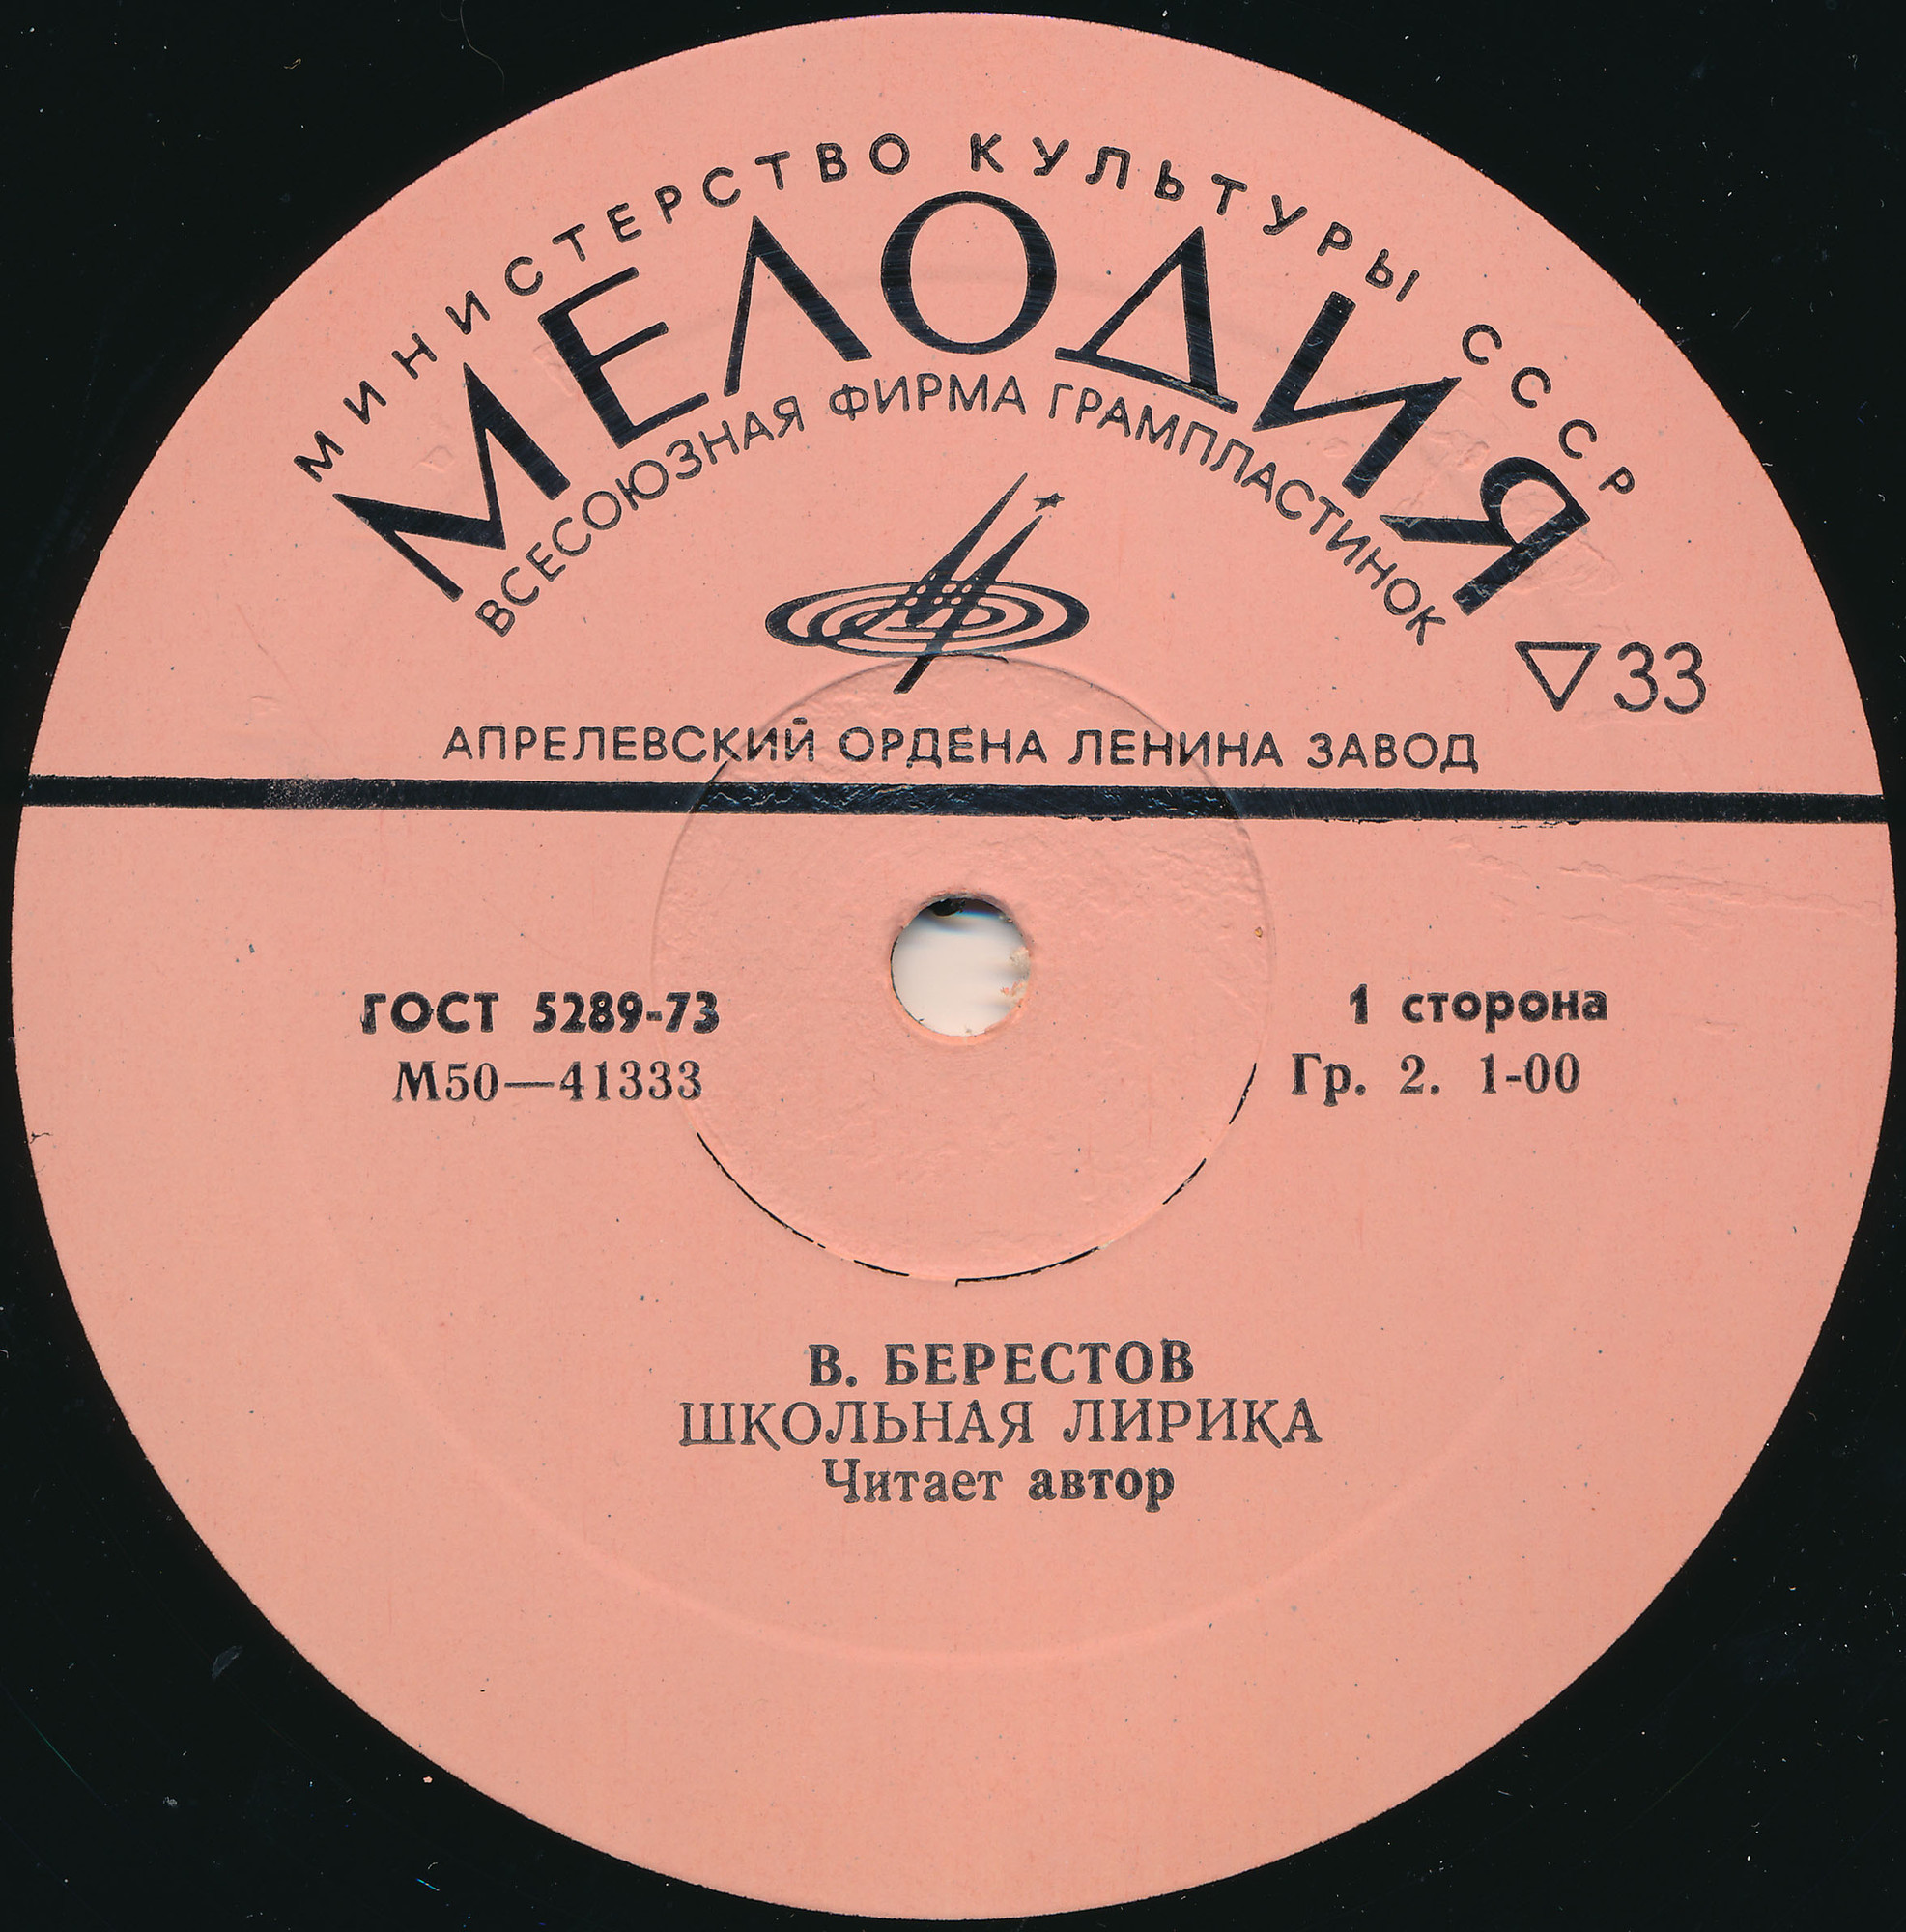 МИНИСТЕРСТВО КУЛЬТУРЫ СССР
МЕЛОДИЯ
ВСЕСОЮЗНАЯ ФИРМА ГРАМПЛАСТИНОК
▽33
АПРЕЛЕВСКИЙ ОРДЕНА ЛЕНИНА ЗАВОД
ГОСТ 5289-73
М50—41333
1 сторона
Гр. 2. 1-00
В. БЕРЕСТОВ
ШКОЛЬНАЯ ЛИРИКА
Читает автор